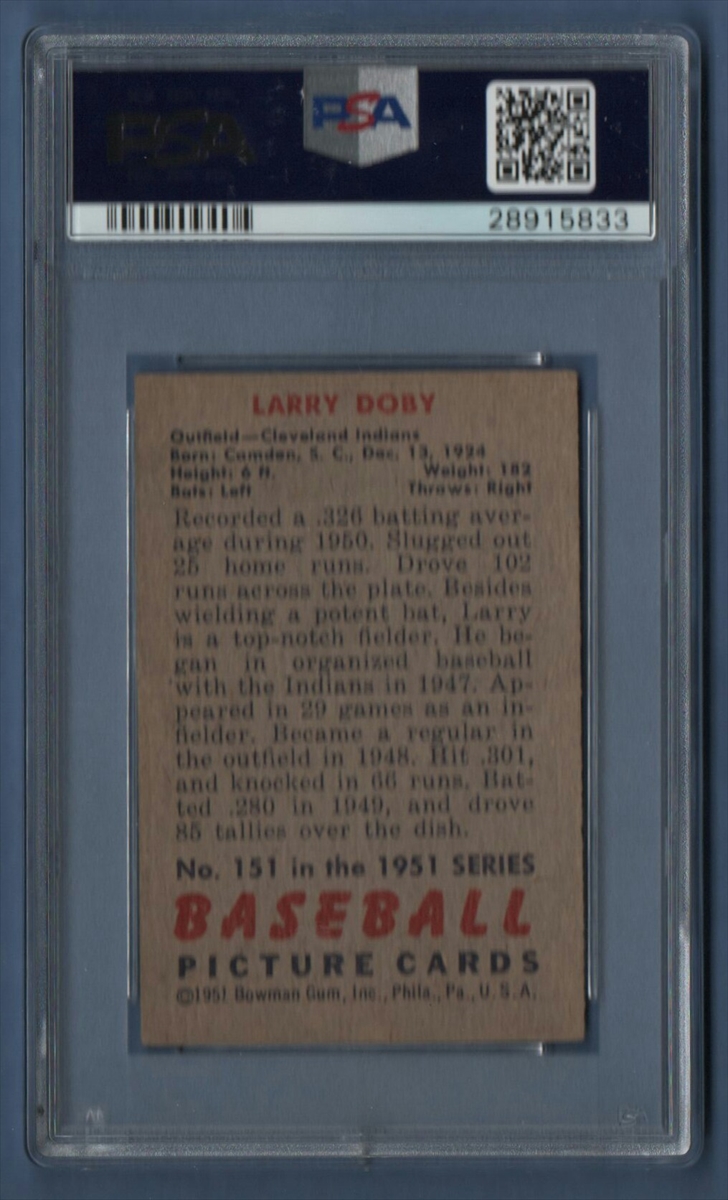 PSA
PSA
28915833
LARRY DOBY
Outfield—Cleveland Indians
Born: Camden, S. C., Dec. 13, 1924
Height: 6 ft. Weight: 182
Bats: Left Throws: Right
Recorded a .326 batting aver-
age during 1950. Slugged out
25 home runs. Drove 102
runs across the plate. Besides
wielding a potent bat, Larry
is a top-notch fielder. He be-
gan in organized baseball
with the Indians in 1947. Ap-
peared in 29 games as an in-
fielder. Became a regular in
the outfield in 1948. Hit .301,
and knocked in 66 runs. Bat-
ted .280 in 1949, and drove
85 tallies over the dish.
No. 151 in the 1951 SERIES
BASEBALL
PICTURE CARDS
©1951 Bowman Gum, Inc., Phila., Pa., U. S. A.